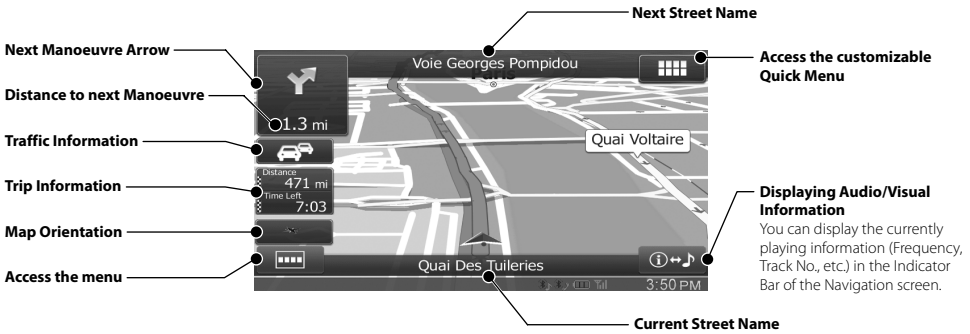 Next Street Name
Next Manoeuvre Arrow
Distance to next Manoeuvre
Traffic Information
Trip Information
Map Orientation
Access the menu
Voie Georges Pompidou
Paris
1.3 mi
Quai Voltaire
Distance
471 mi
Time Left
7:03
Quai Des Tuileries
3:50 PM
Access the customizable
Quick Menu
Displaying Audio/Visual
Information
You can display the currently
playing information (Frequency,
Track No., etc.) in the Indicator
Bar of the Navigation screen.
Current Street Name